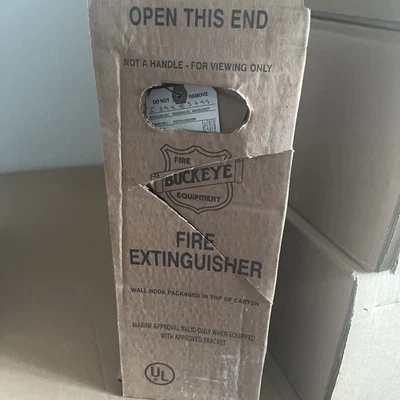 OPEN THIS END
NOT A HANDLE - FOR VIEWING ONLY
DO NOT REMOVE
FIRE
BUCKEYE
EQUIPMENT
FIRE
EXTINGUISHER
WALL HOOK PACKAGED IN TOP OF CARTON
MARINE APPROVAL VALID ONLY WHEN EQUIPPED
WITH APPROVED BRACKET
UL